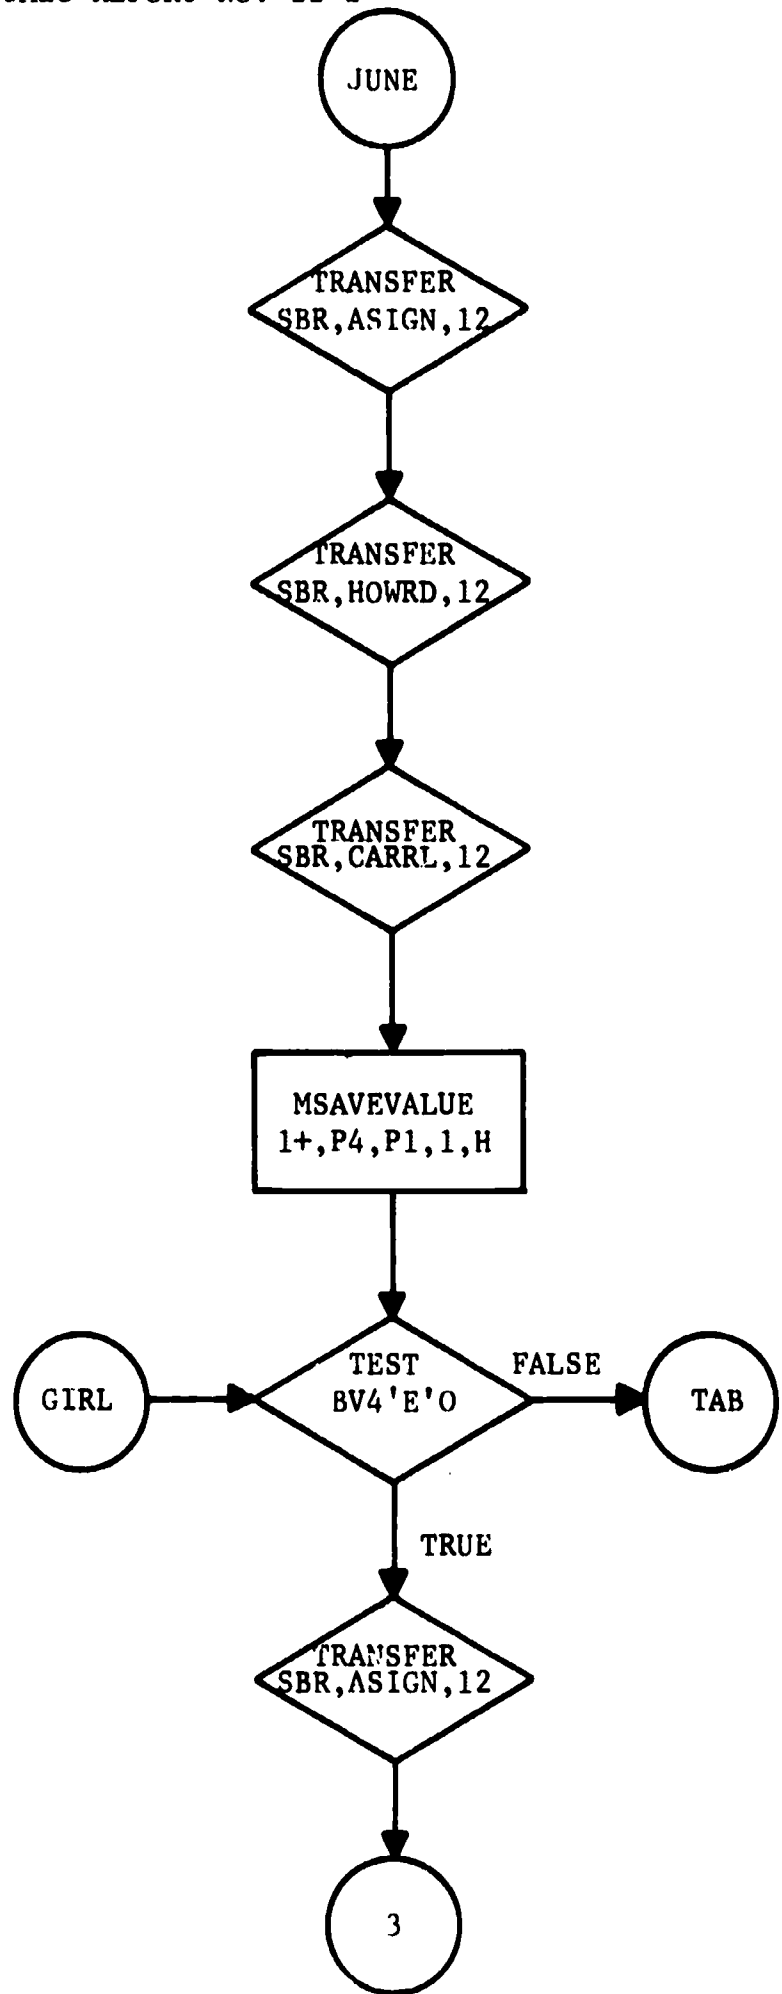 JUNE
TRANSFER
SBR,ASIGN,12
TRANSFER
SBR,HOWRD,12
TRANSFER
SBR,CARRL,12
MSAVEVALUE
1+,P4,P1,1,H
GIRL
TEST
BV4'E'O
FALSE
TAB
TRUE
TRANSFER
SBR,ASIGN,12
3